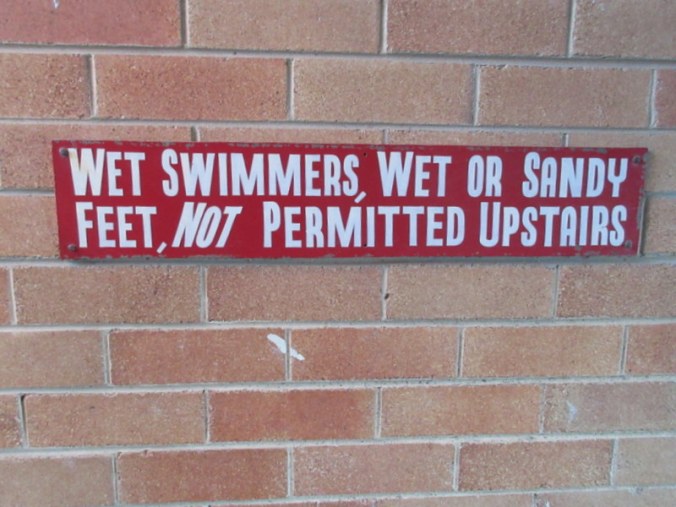 WET SWIMMERS, WET OR SANDY
FEET, NOT PERMITTED UPSTAIRS